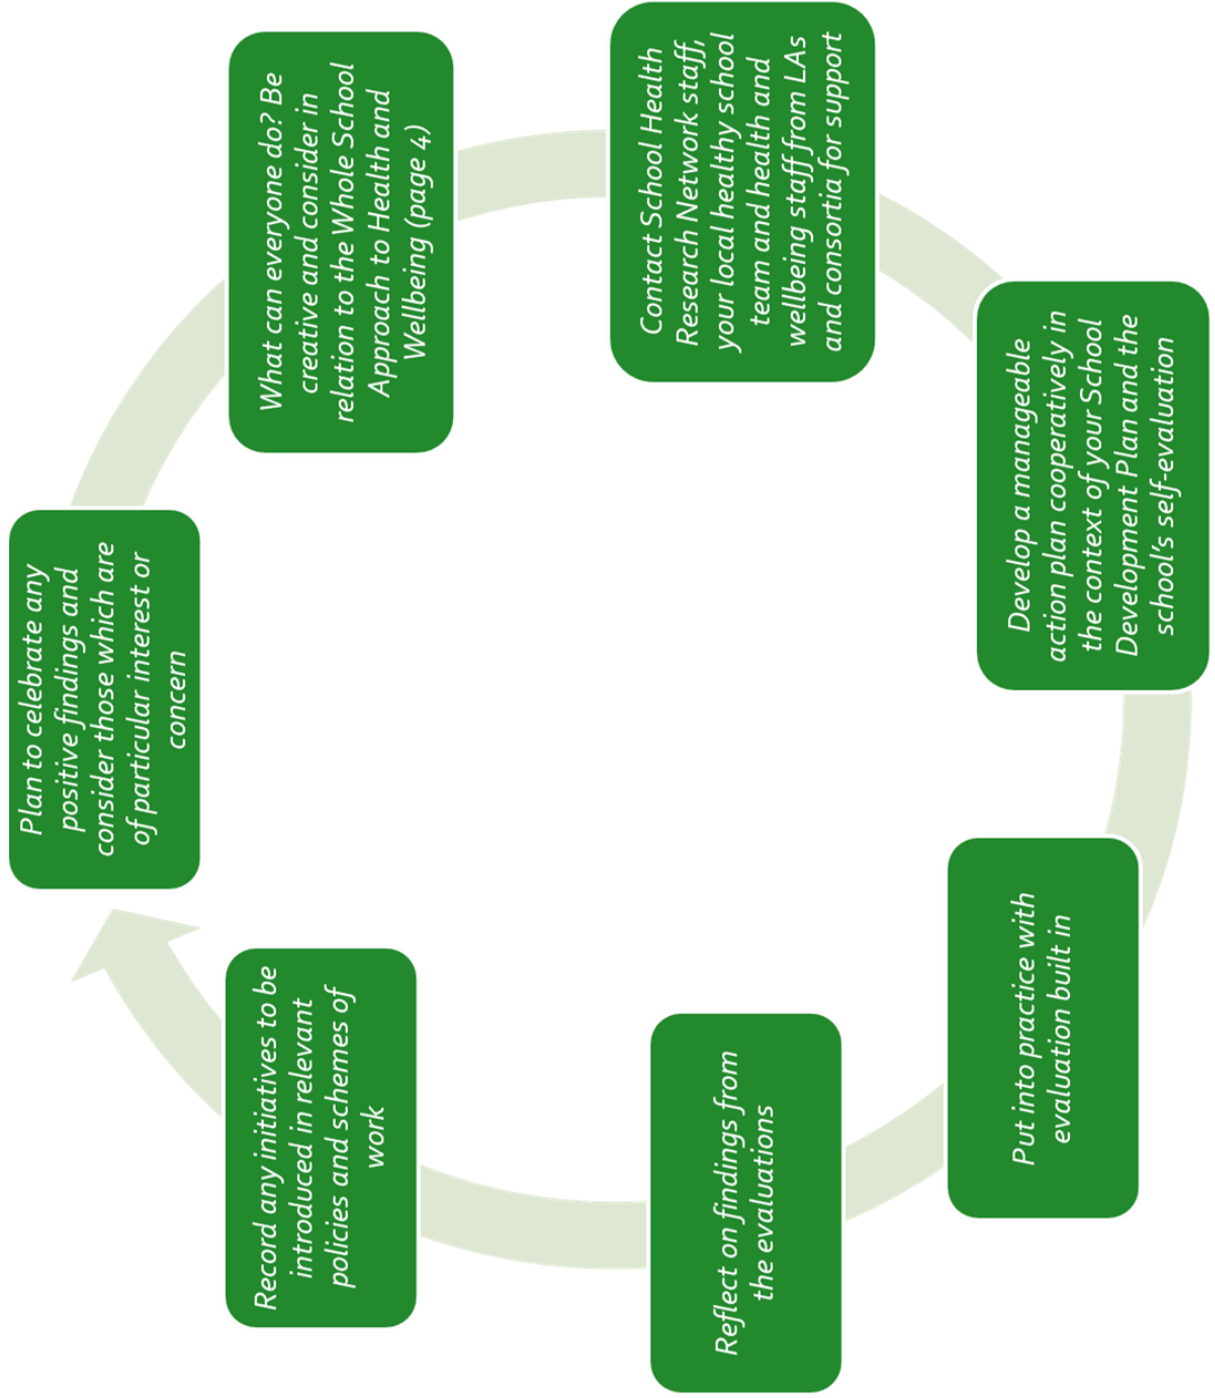 Plan to celebrate any
positive findings and
consider those which are
of particular interest or
concern
What can everyone do? Be
creative and consider in
relation to the Whole School
Approach to Health and
Wellbeing (page 4)
Contact School Health
Research Network staff,
your local healthy school
team and health and
wellbeing staff from LAs
and consortia for support
Develop a manageable
action plan cooperatively in
the context of your School
Development Plan and the
school's self-evaluation
Put into practice with
evaluation built in
Reflect on findings from
the evaluations
Record any initiatives to be
introduced in relevant
policies and schemes of
work